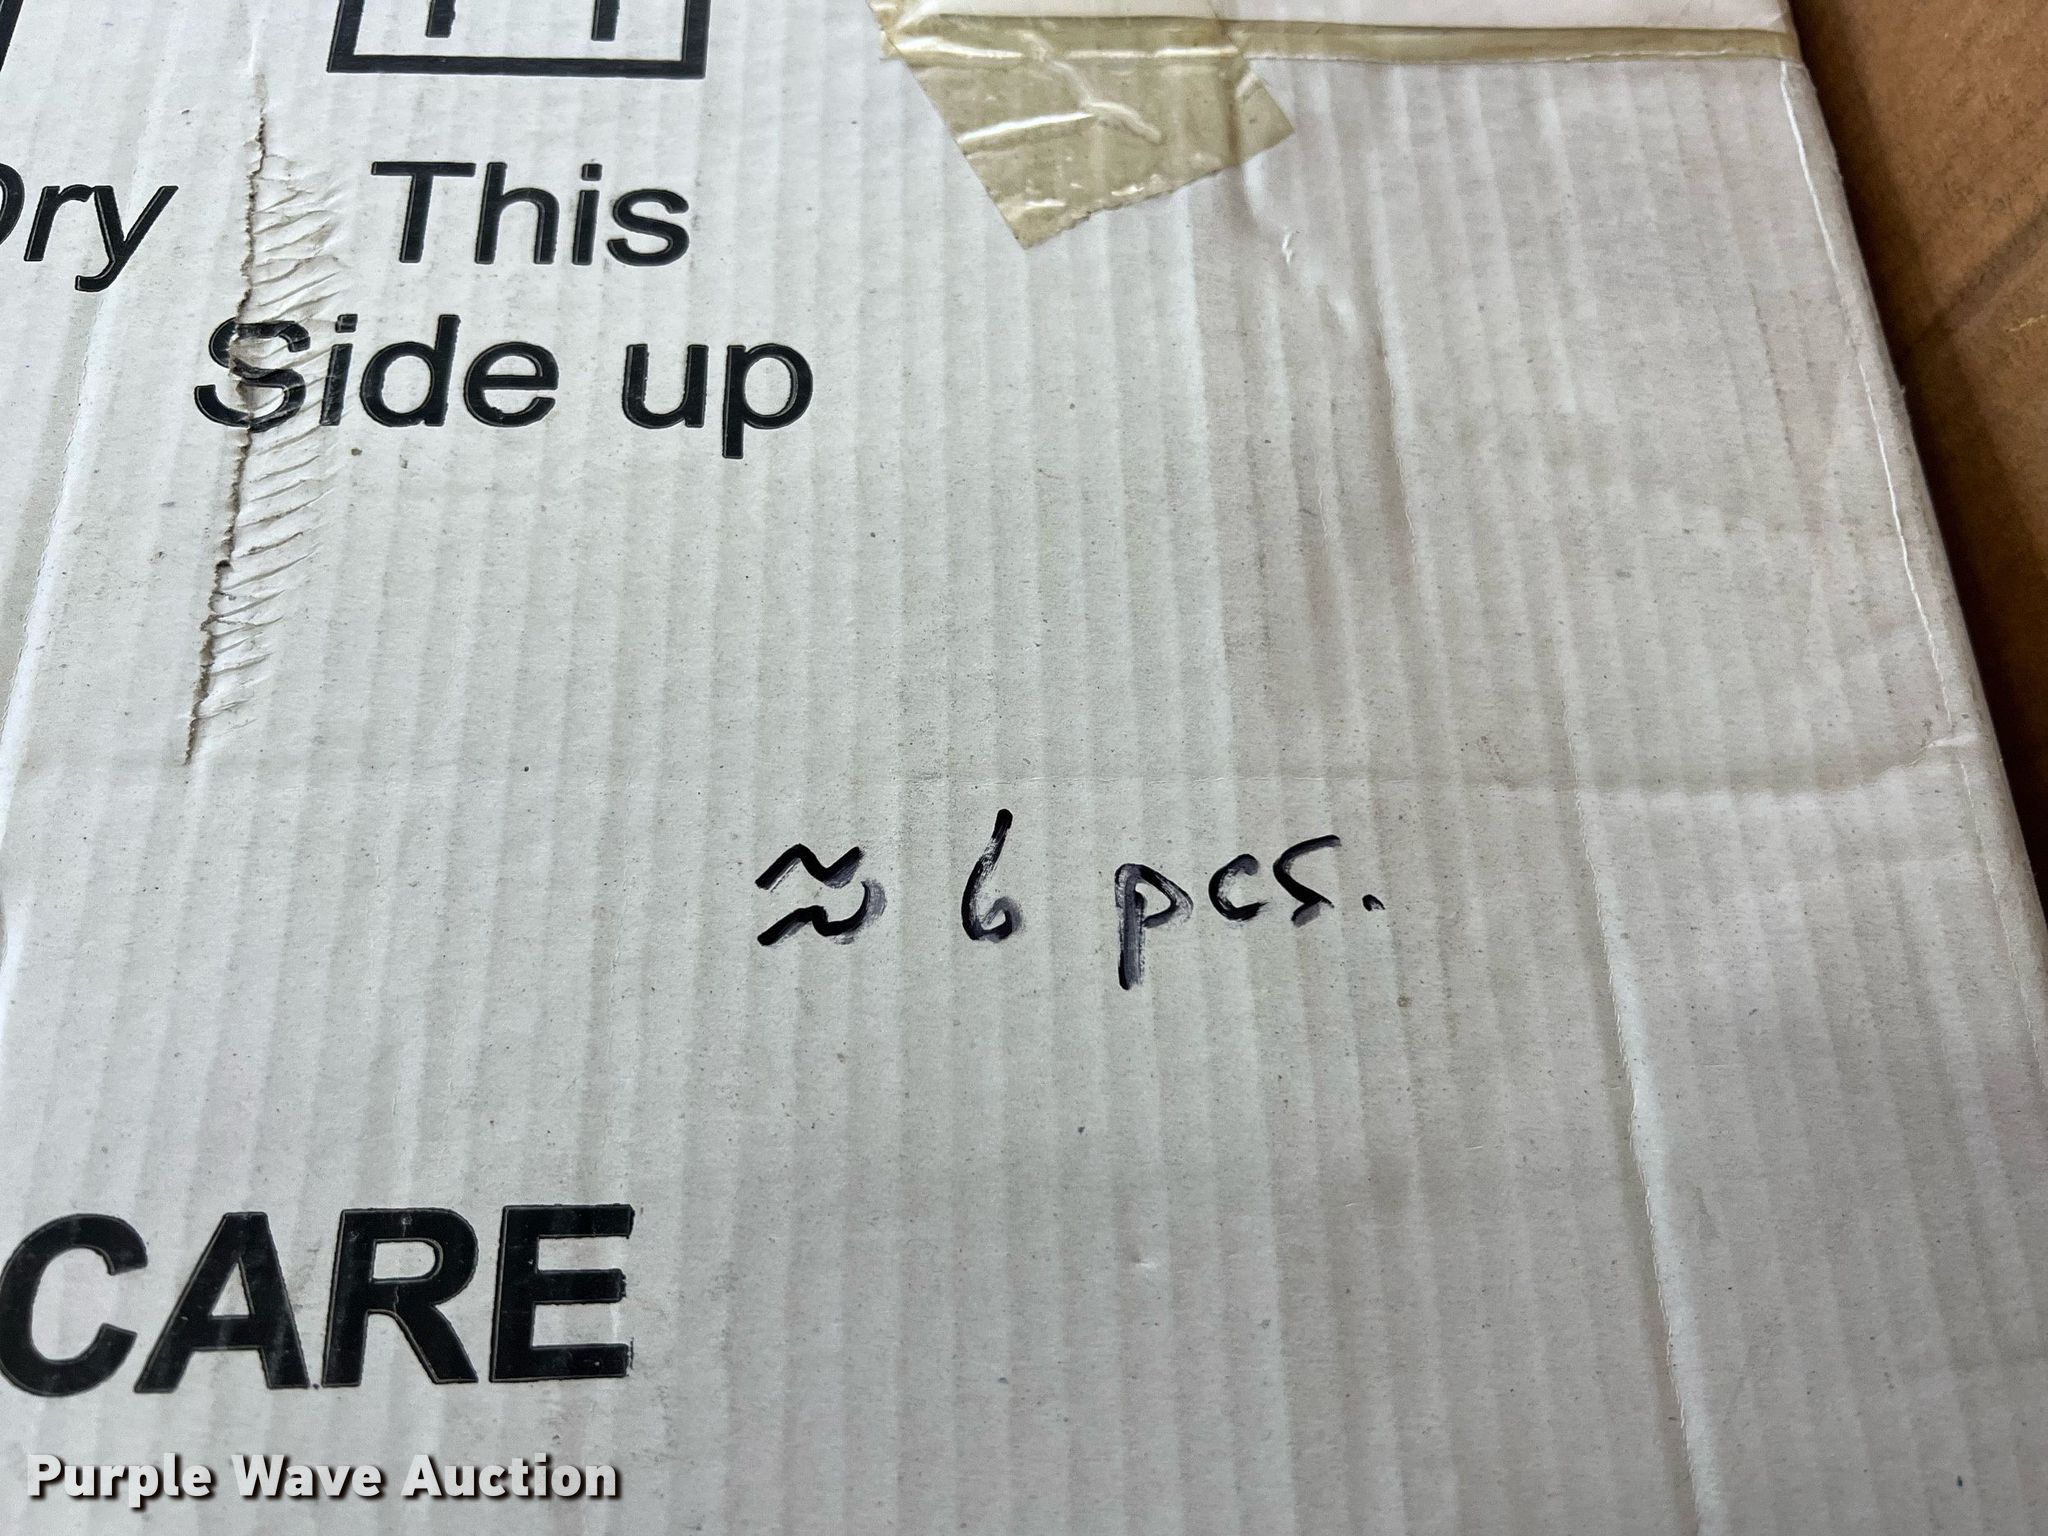 Dry
This
Side up
≈ 6 pcs.
CARE
Purple Wave Auction